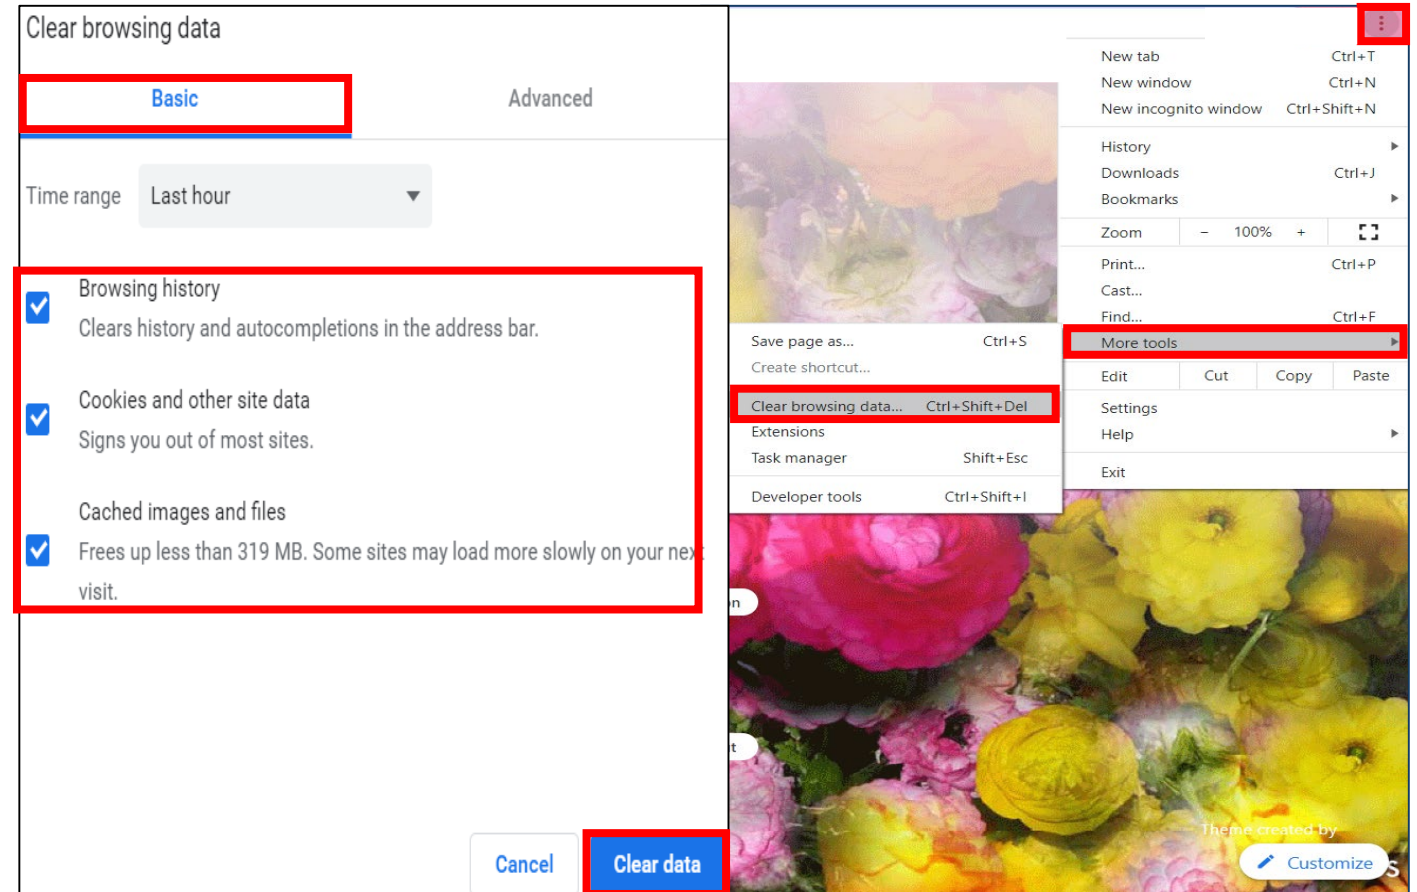 Clear browsing data
Basic
Advanced
Time range
Last hour
Browsing history
Clears history and autocompletions in the address bar.
Cookies and other site data
Signs you out of most sites.
Cached images and files
Frees up less than 319 MB. Some sites may load more slowly on your next
visit.
Cancel
Clear data
New tab Ctrl+T
New window Ctrl+N
New incognito window Ctrl+Shift+N
History
Downloads Ctrl+J
Bookmarks
Zoom - 100% +
Print... Ctrl+P
Cast...
Find... Ctrl+F
More tools
Edit Cut Copy Paste
Settings
Help
Exit
Save page as... Ctrl+S
Create shortcut...
Clear browsing data... Ctrl+Shift+Del
Extensions
Task manager Shift+Esc
Developer tools Ctrl+Shift+I
Theme created by
Customize